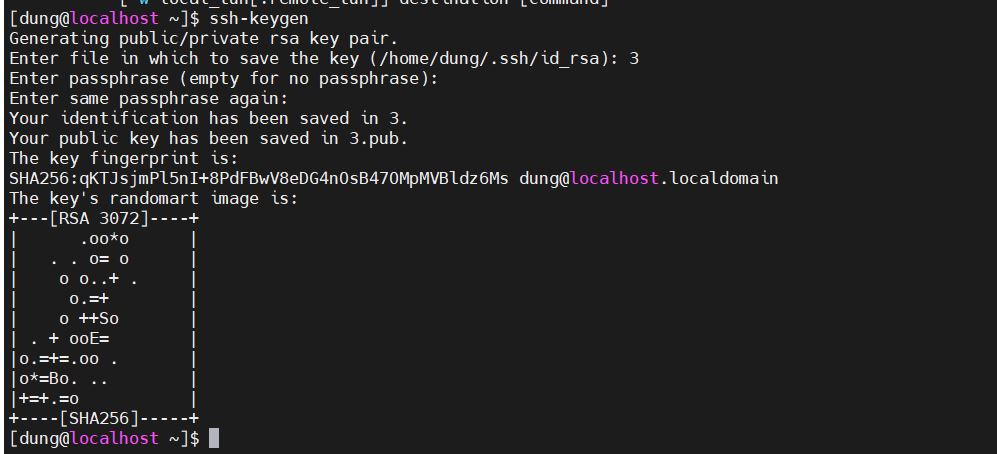 [-w local_tun[:remote_tun]] destination [command]
[dung@localhost ~]$ ssh-keygen
Generating public/private rsa key pair.
Enter file in which to save the key (/home/dung/.ssh/id_rsa): 3
Enter passphrase (empty for no passphrase):
Enter same passphrase again:
Your identification has been saved in 3.
Your public key has been saved in 3.pub.
The key fingerprint is:
SHA256:qKTJsjmPl5nI+8PdFBwV8eDG4nOsB47OMpMVBldz6Ms dung@localhost.localdomain
The key's randomart image is:
+---[RSA 3072]----+
|      .oo*o      |
|   . . o= o      |
|    o o..+ .     |
|     o.=+        |
|    o ++So       |
| . + ooE=        |
|o.=+=.oo .       |
|o*=Bo. ..        |
|+=+.=o           |
+----[SHA256]-----+
[dung@localhost ~]$